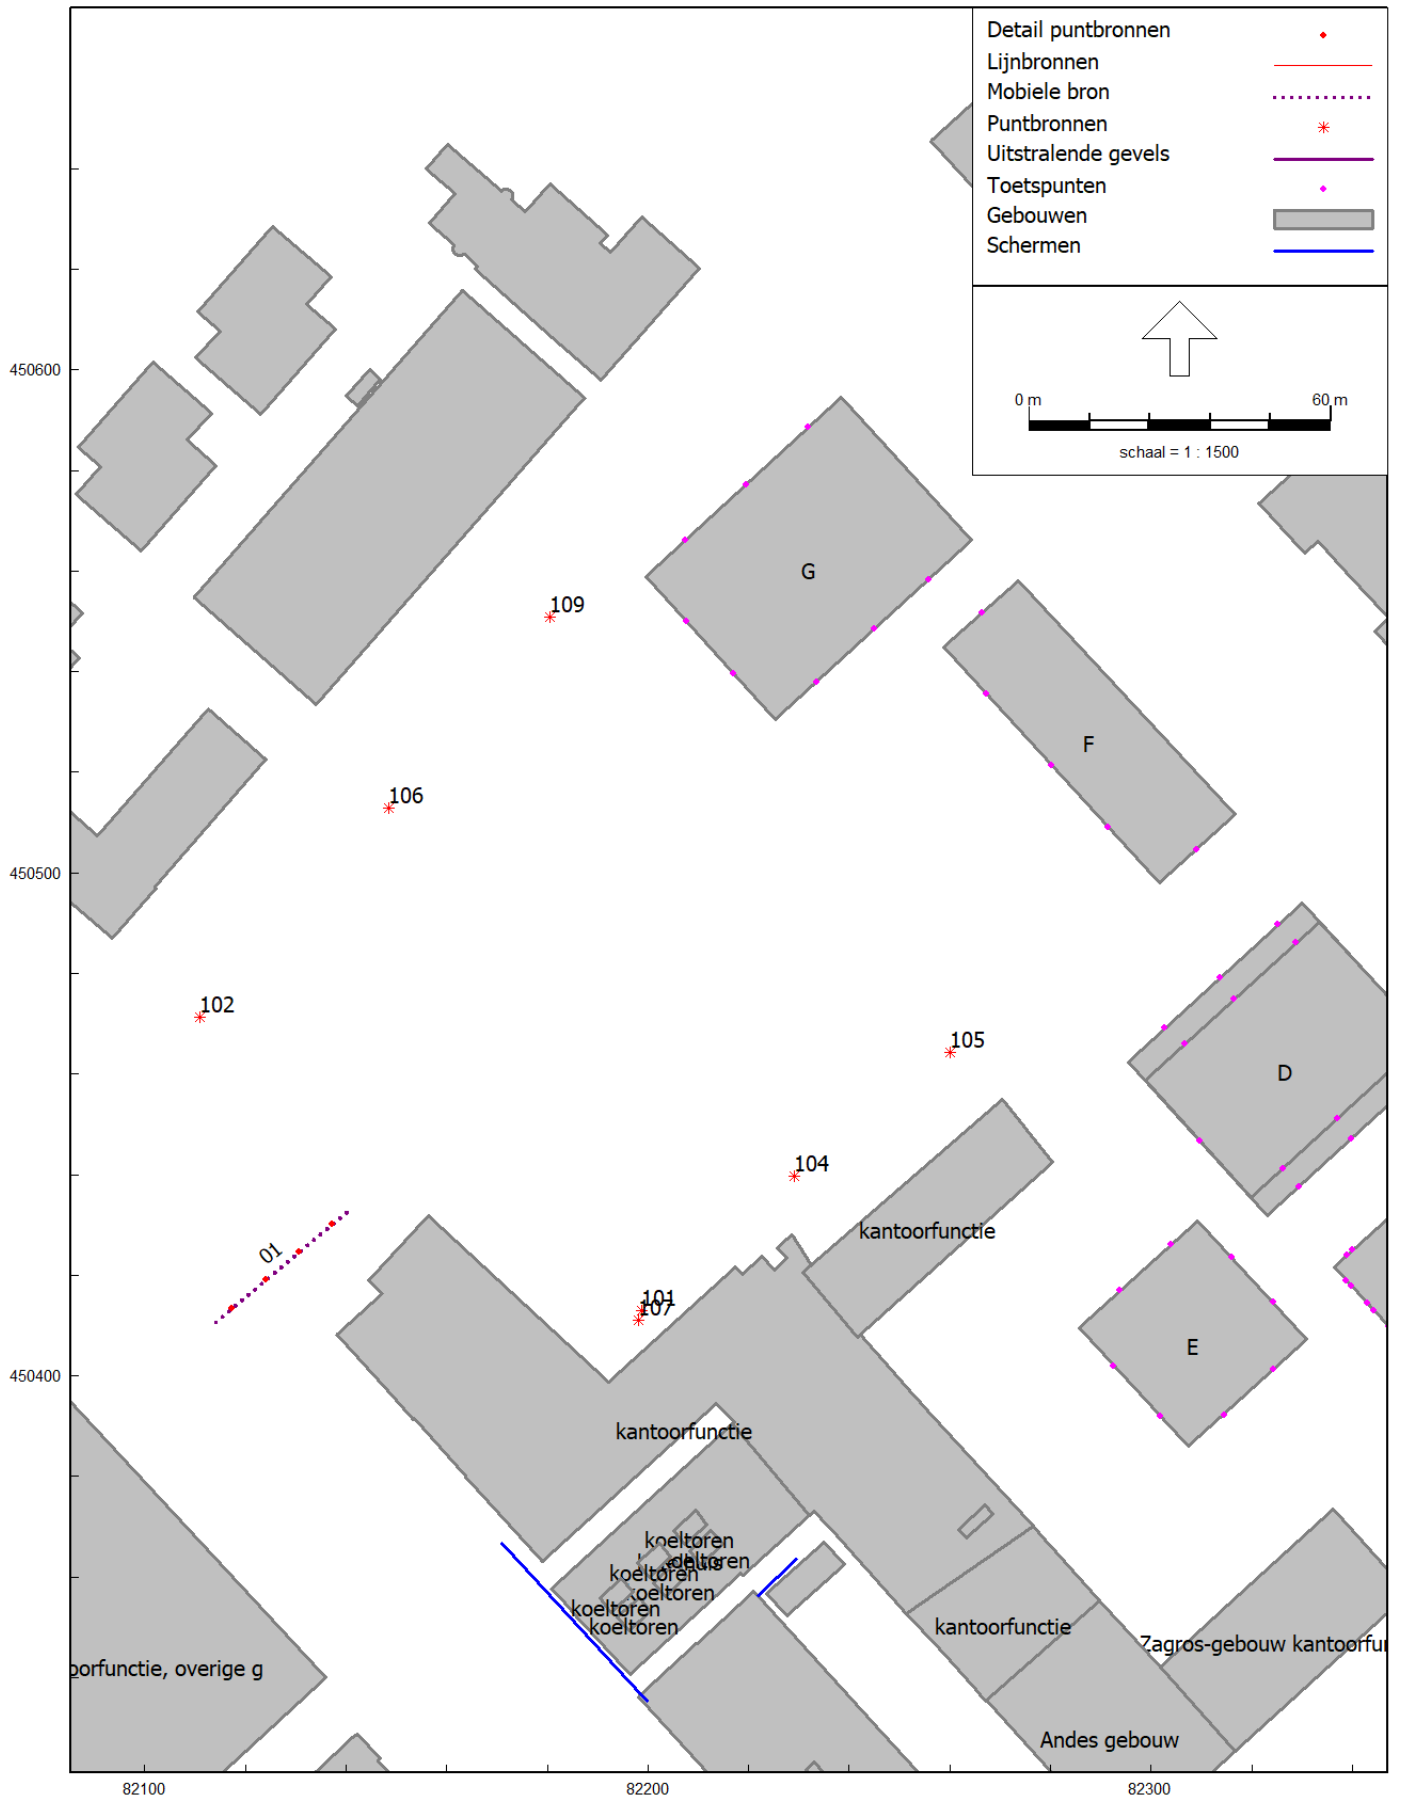 Detail puntbronnen
Lijnbronnen
Mobiele bron
Puntbronnen
Uitstralende gevels
Toetspunten
Gebouwen
Schermen
0 m
60 m
schaal = 1 : 1500
450600
G
109
F
106
450500
102
105
D
104
kantoorfunctie
01
101
107
E
450400
kantoorfunctie
koeltoren
koeltoren
koeltoren
koeltoren
koeltoren
koeltoren
kantoorfunctie
Zagros-gebouw kantoorfu
oorfunctie, overige g
Andes gebouw
82100
82200
82300